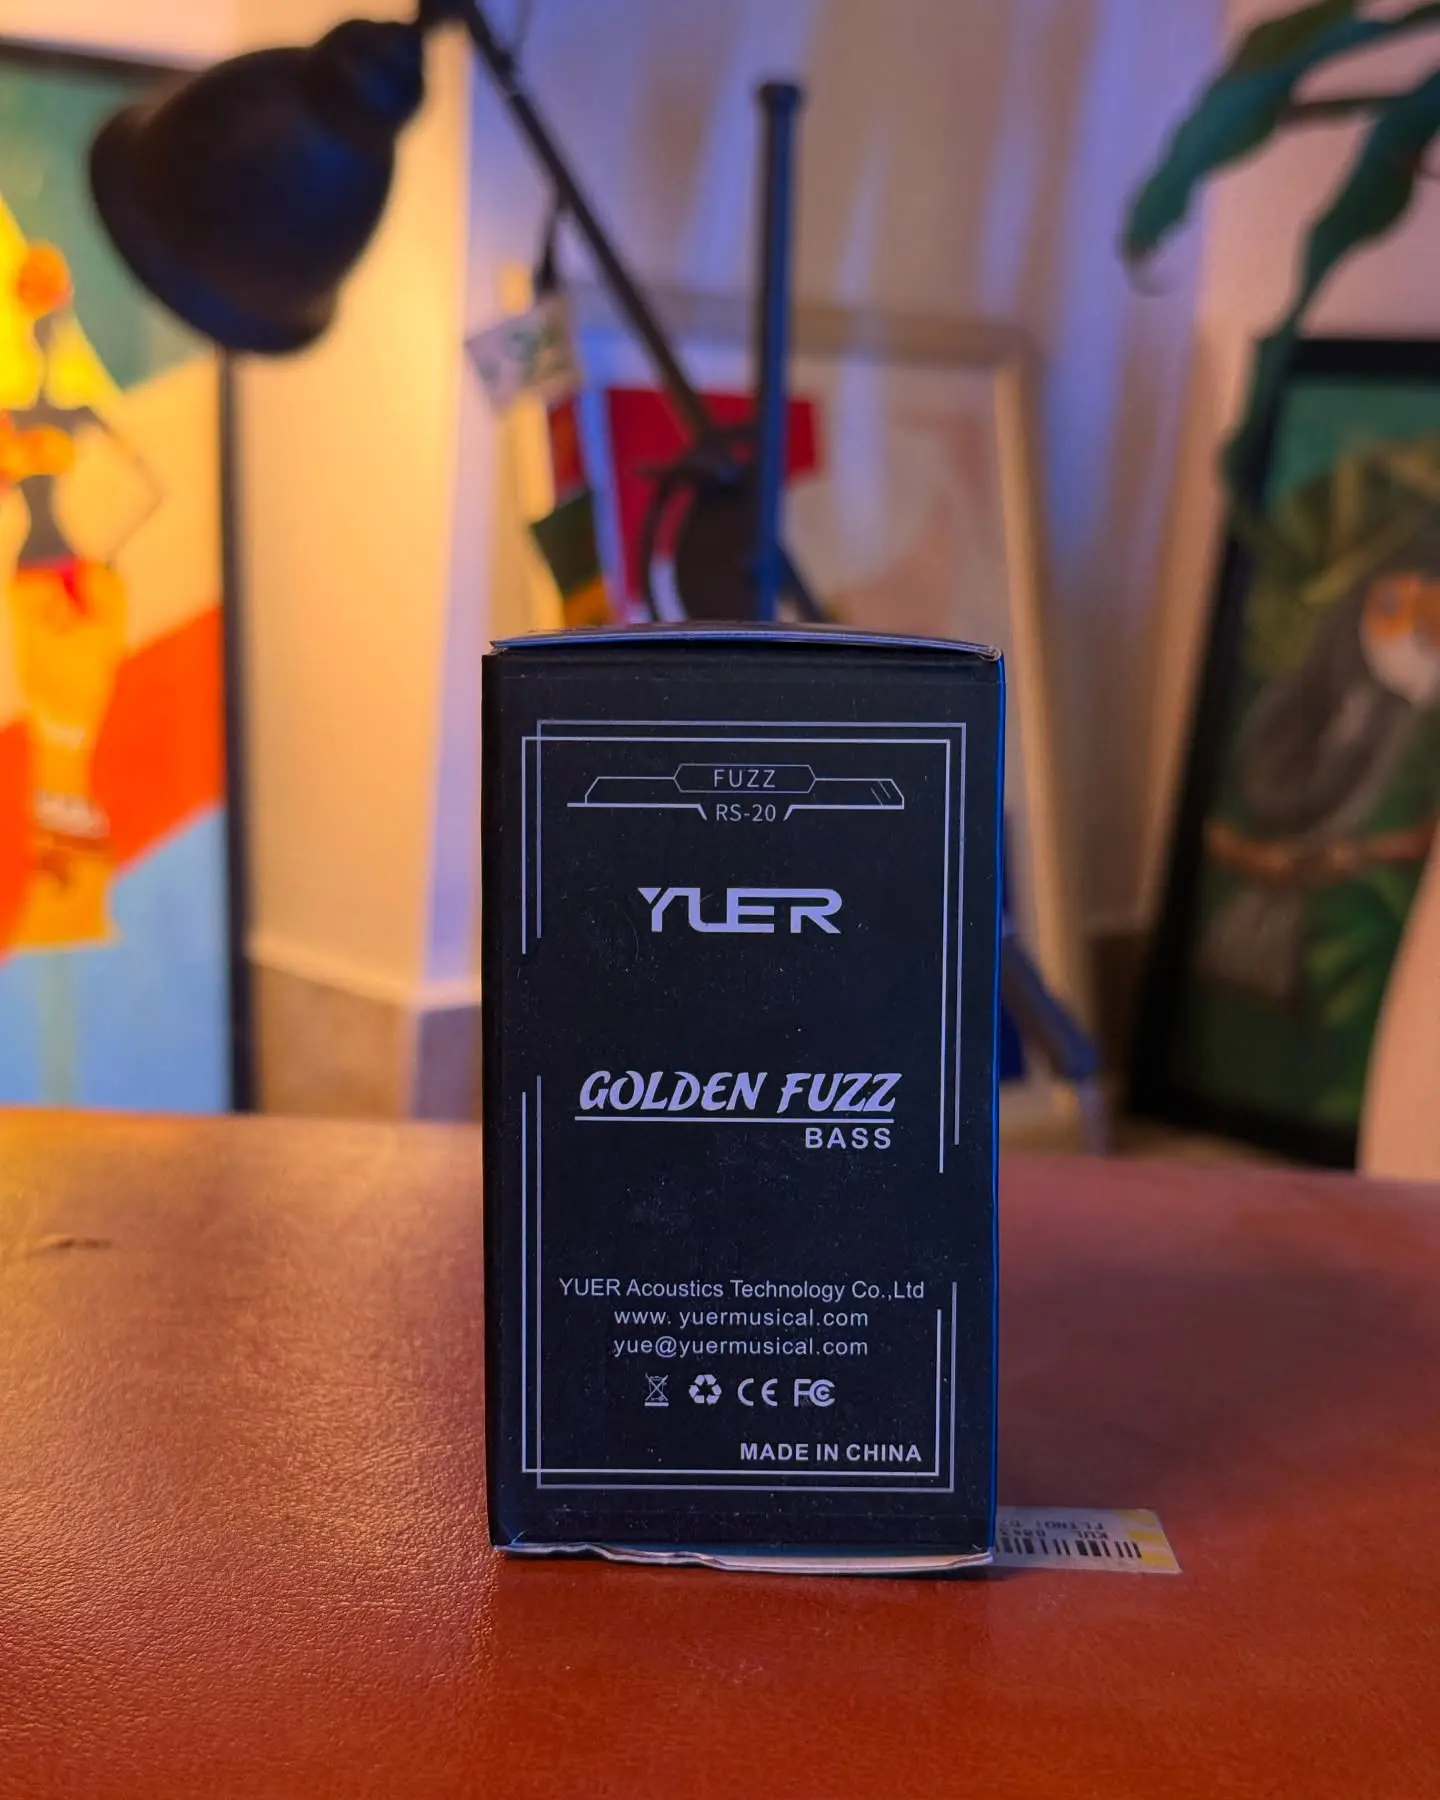 FUZZ
RS-20
YUER
GOLDEN FUZZ
BASS
YUER Acoustics Technology Co.,Ltd
www. yuermusical.com
yue@yuermusical.com
CE FC
MADE IN CHINA
KUL